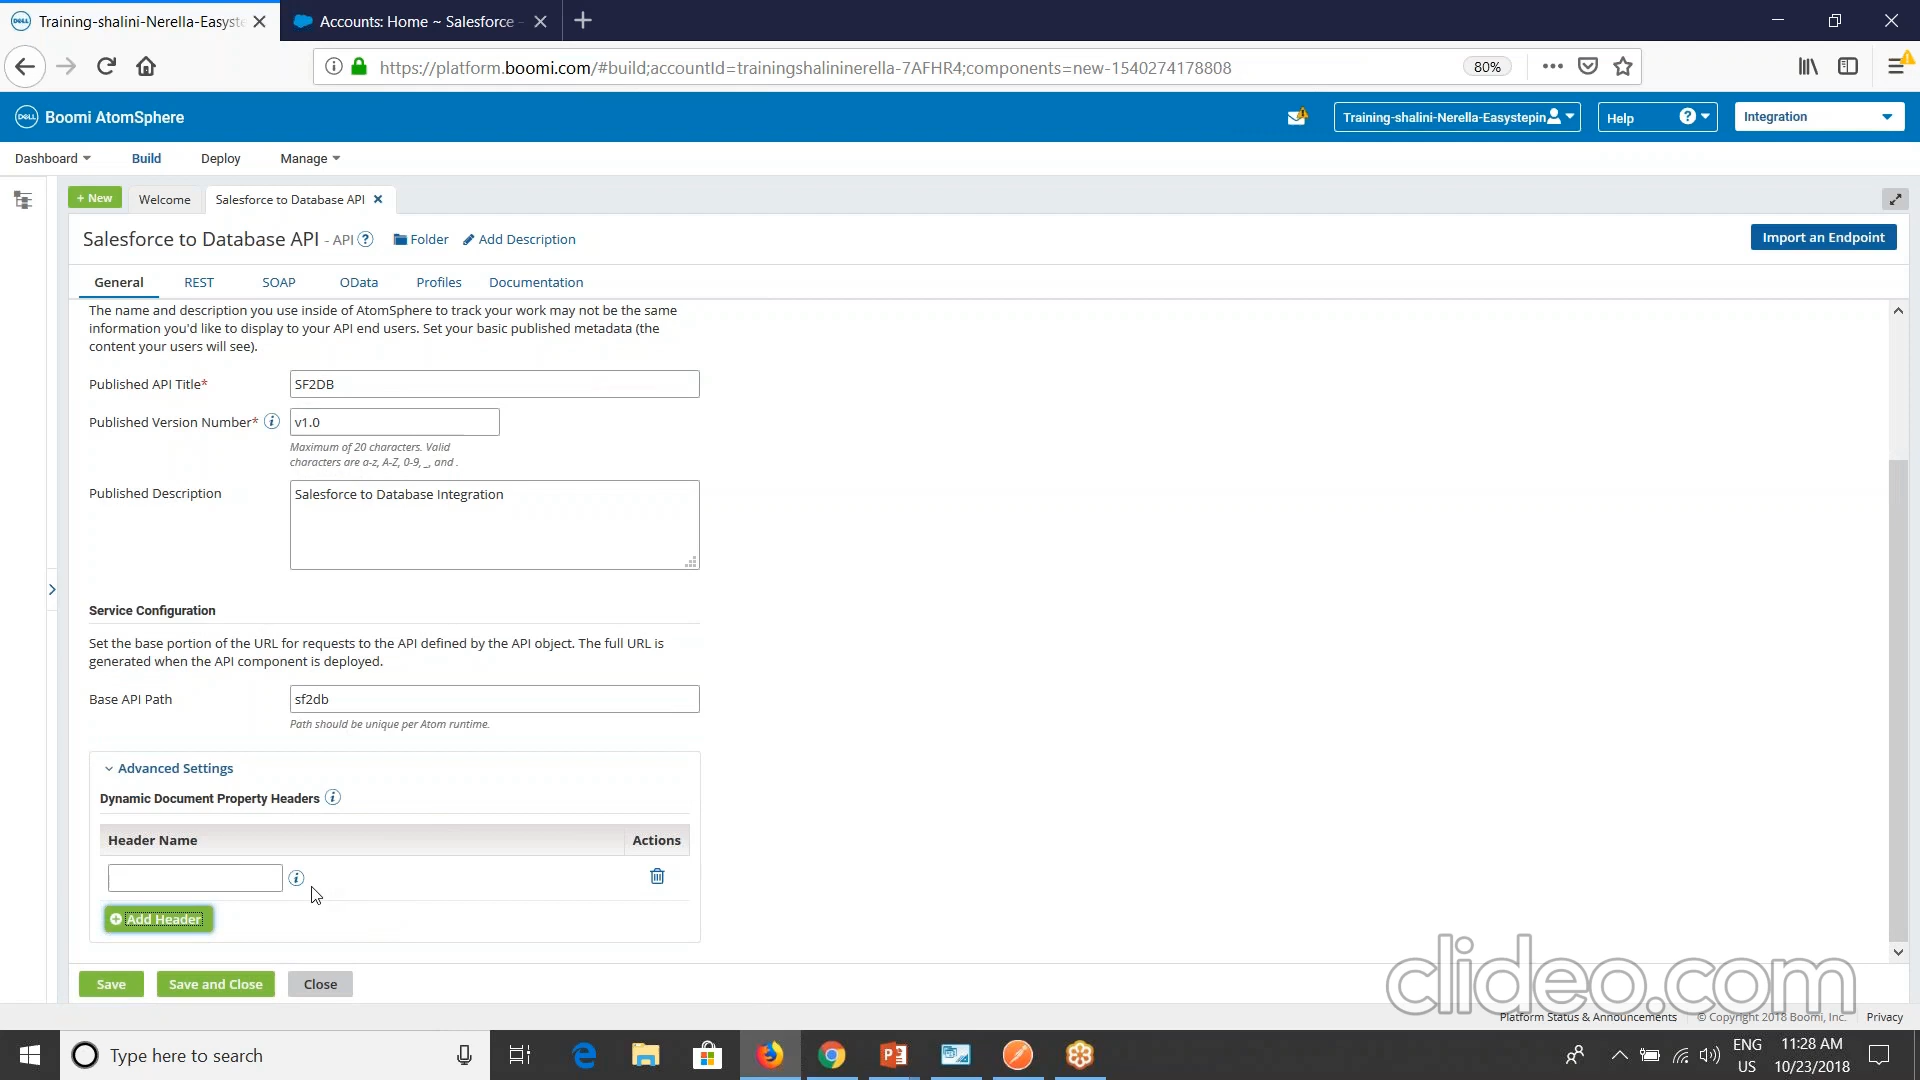 Training-shalini-Nerella-Easyste
Accounts: Home ~ Salesforce -
https://platform.boomi.com/#build;accountId=trainingshalininerella-7AFHR4;components=new-1540274178808
80%
DELL
Boomi AtomSphere
Training-shalini-Nerella-Easystepin
Help
Integration
Dashboard
Build
Deploy
Manage
+ New
Welcome
Salesforce to Database API
Salesforce to Database API - API
Folder
Add Description
Import an Endpoint
General
REST
SOAP
OData
Profiles
Documentation
The name and description you use inside of AtomSphere to track your work may not be the same
information you'd like to display to your API end users. Set your basic published metadata (the
content your users will see).
Published API Title*
SF2DB
Published Version Number*
v1.0
Maximum of 20 characters. Valid
characters are a-z, A-Z, 0-9, _, and .
Published Description
Salesforce to Database Integration
Service Configuration
Set the base portion of the URL for requests to the API defined by the API object. The full URL is
generated when the API component is deployed.
Base API Path
sf2db
Path should be unique per Atom runtime.
Advanced Settings
Dynamic Document Property Headers
Header Name
Actions
Add Header
Save
Save and Close
Close
clideo.com
Platform Status & Announcements
© Copyright 2018 Boomi, Inc.
Privacy
Type here to search
ENG
US
11:28 AM
10/23/2018